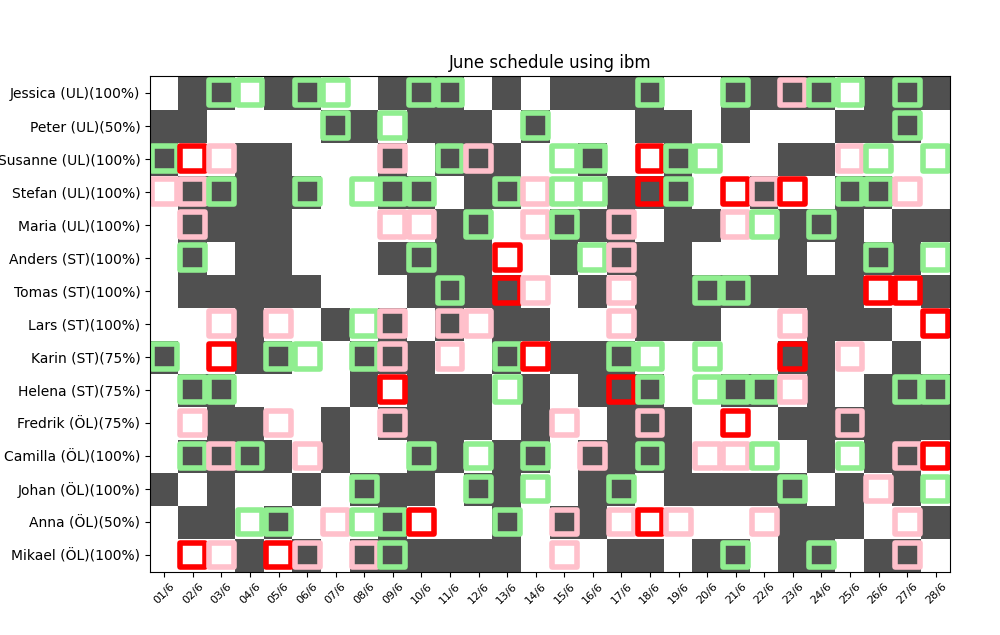 June schedule using ibm
Jessica (UL)(100%)
Peter (UL)(50%)
Susanne (UL)(100%)
Stefan (UL)(100%)
Maria (UL)(100%)
Anders (ST)(100%)
Tomas (ST)(100%)
Lars (ST)(100%)
Karin (ST)(75%)
Helena (ST)(75%)
Fredrik (ÖL)(75%)
Camilla (ÖL)(100%)
Johan (ÖL)(100%)
Anna (ÖL)(50%)
Mikael (ÖL)(100%)
01/6 02/6 03/6 04/6 05/6 06/6 07/6 08/6 09/6 10/6 11/6 12/6 13/6 14/6 15/6 16/6 17/6 18/6 19/6 20/6 21/6 22/6 23/6 24/6 25/6 26/6 27/6 28/6